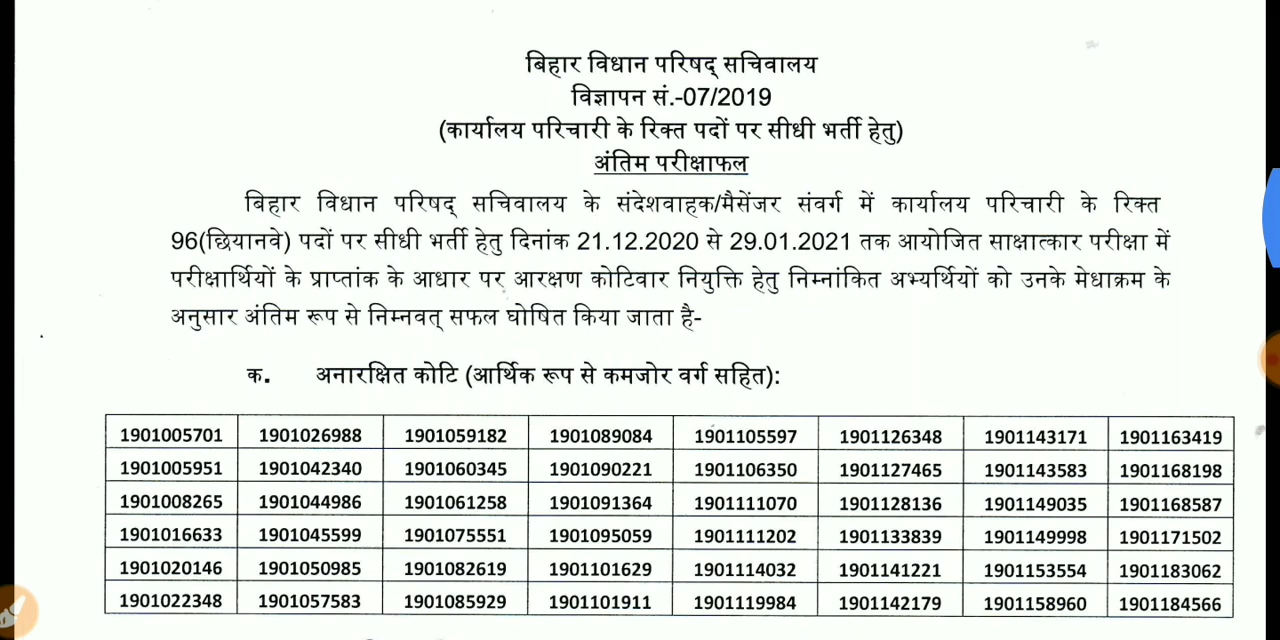 बिहार विधान परिषद् सचिवालय
विज्ञापन सं.-07/2019
(कार्यालय परिचारी के रिक्त पदों पर सीधी भर्ती हेतु)
अंतिम परीक्षाफल
बिहार विधान परिषद् सचिवालय के संदेशवाहक/मैसेंजर संवर्ग में कार्यालय परिचारी के रिक्त
96(छियानवे) पदों पर सीधी भर्ती हेतु दिनांक 21.12.2020 से 29.01.2021 तक आयोजित साक्षात्कार परीक्षा में
परीक्षार्थियों के प्राप्तांक के आधार पर आरक्षण कोटिवार नियुक्ति हेतु निम्नांकित अभ्यर्थियों को उनके मेधाक्रम के
अनुसार अंतिम रूप से निम्नवत् सफल घोषित किया जाता है-
क. अनारक्षित कोटि (आर्थिक रूप से कमजोर वर्ग सहित):
1901005701 1901026988 1901059182 1901089084 1901105597 1901126348 1901143171 1901163419
1901005951 1901042340 1901060345 1901090221 1901106350 1901127465 1901143583 1901168198
1901008265 1901044986 1901061258 1901091364 1901111070 1901128136 1901149035 1901168587
1901016633 1901045599 1901075551 1901095059 1901111202 1901133839 1901149998 1901171502
1901020146 1901050985 1901082619 1901101629 1901114032 1901141221 1901153554 1901183062
1901022348 1901057583 1901085929 1901101911 1901119984 1901142179 1901158960 1901184566